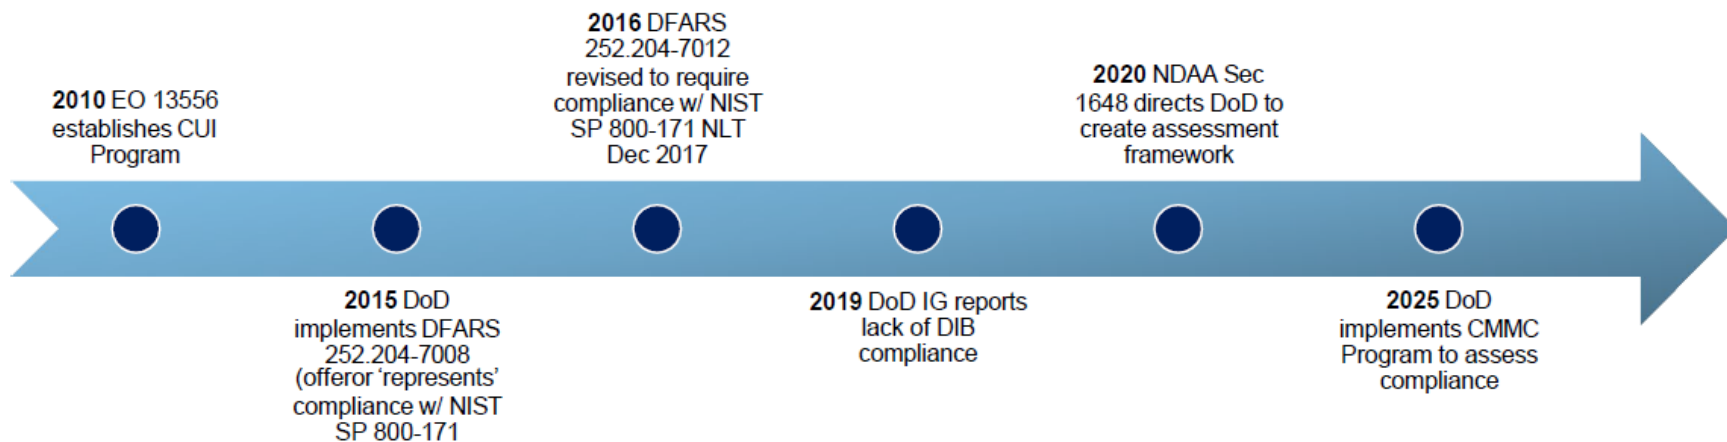 2010 EO 13556
establishes CUI
Program
2015 DoD
implements DFARS
252.204-7008
(offeror ‘represents’
compliance w/ NIST
SP 800-171
2016 DFARS
252.204-7012
revised to require
compliance w/ NIST
SP 800-171 NLT
Dec 2017
2019 DoD IG reports
lack of DIB
compliance
2020 NDAA Sec
1648 directs DoD to
create assessment
framework
2025 DoD
implements CMMC
Program to assess
compliance